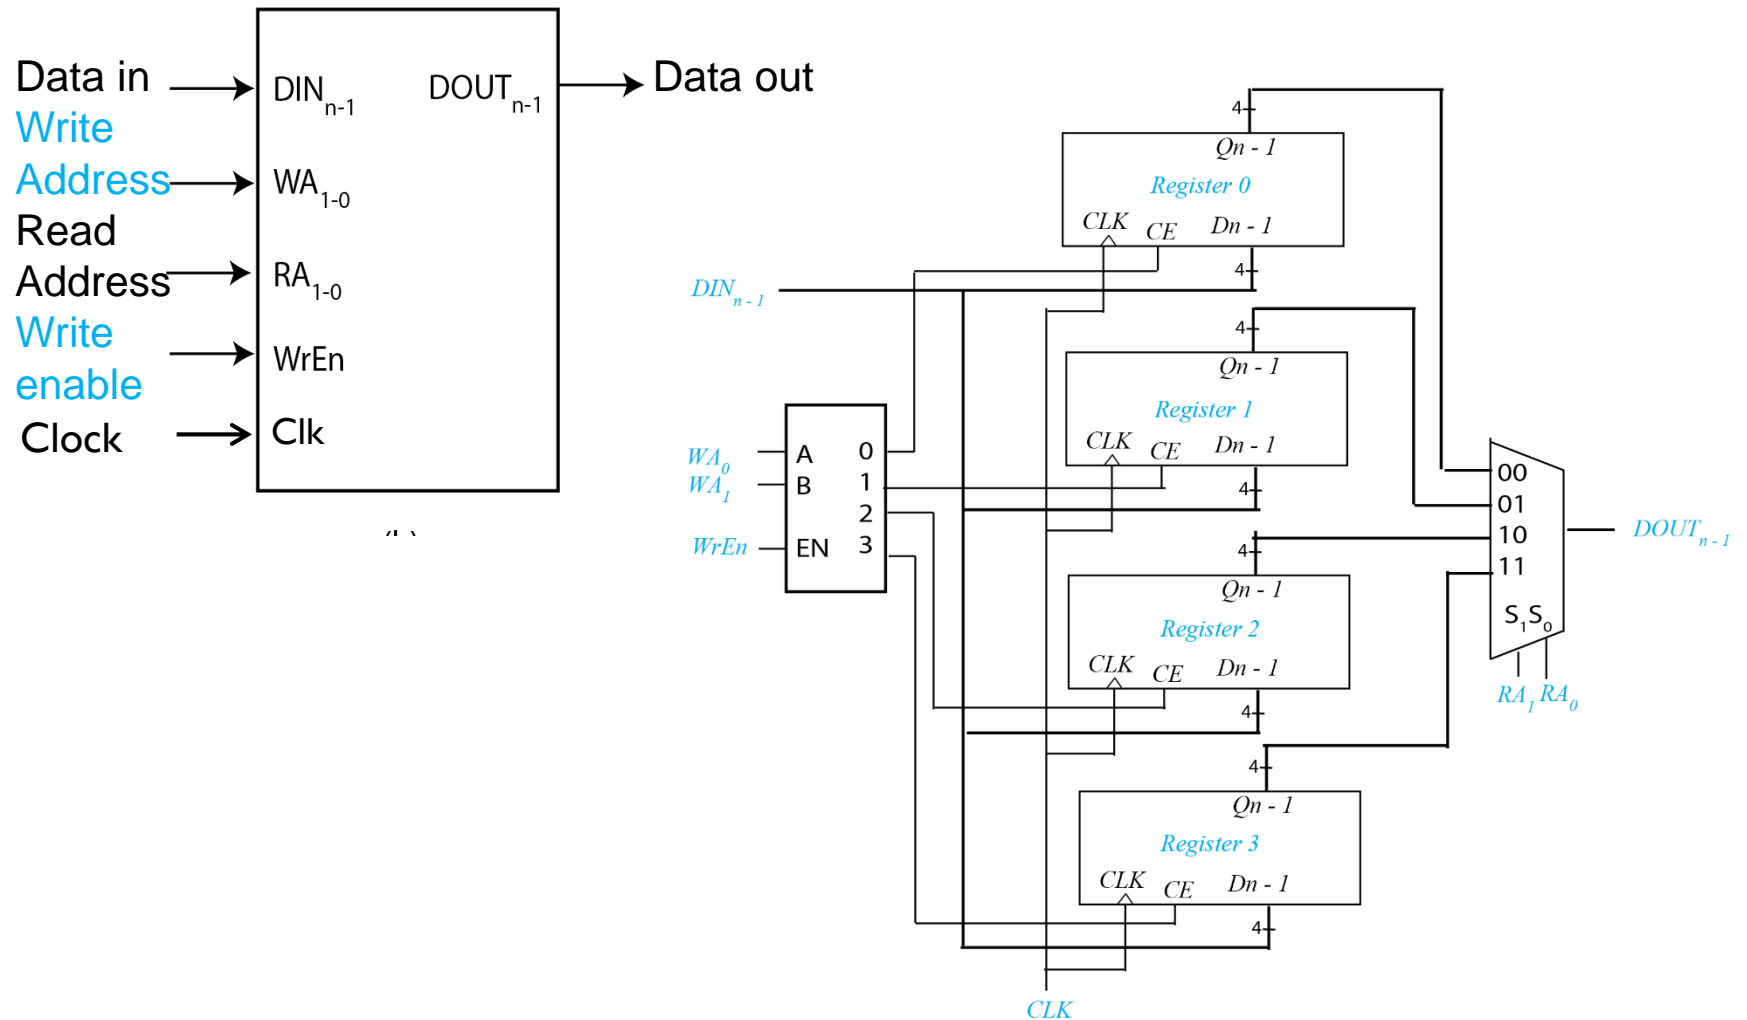 Data in
Write
Address
Read
Address
Write
enable
Clock
DINn-1
DOUTn-1
WA1-0
RA1-0
WrEn
Clk
Data out
4
Qn - 1
Register 0
CLK CE Dn - 1
4
DINn - 1
4
Qn - 1
Register 1
CLK CE Dn - 1
4
WA0
WA1
WrEn
A 0
B 1
2
EN 3
4
Qn - 1
Register 2
CLK CE Dn - 1
4
4
Qn - 1
Register 3
CLK CE Dn - 1
4
CLK
00
01
10
11
S1S0
RA1 RA0
DOUTn - 1